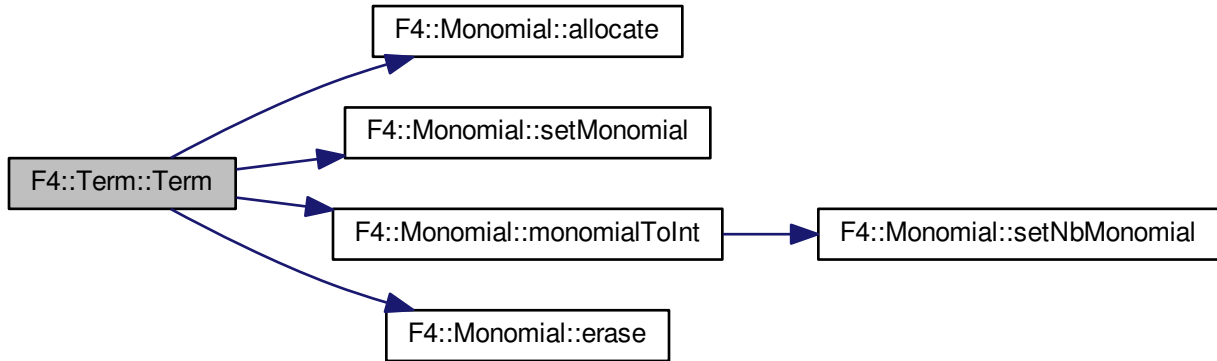 F4::Monomial::allocate
F4::Monomial::setMonomial
F4::Term::Term
F4::Monomial::monomialToInt
F4::Monomial::setNbMonomial
F4::Monomial::erase